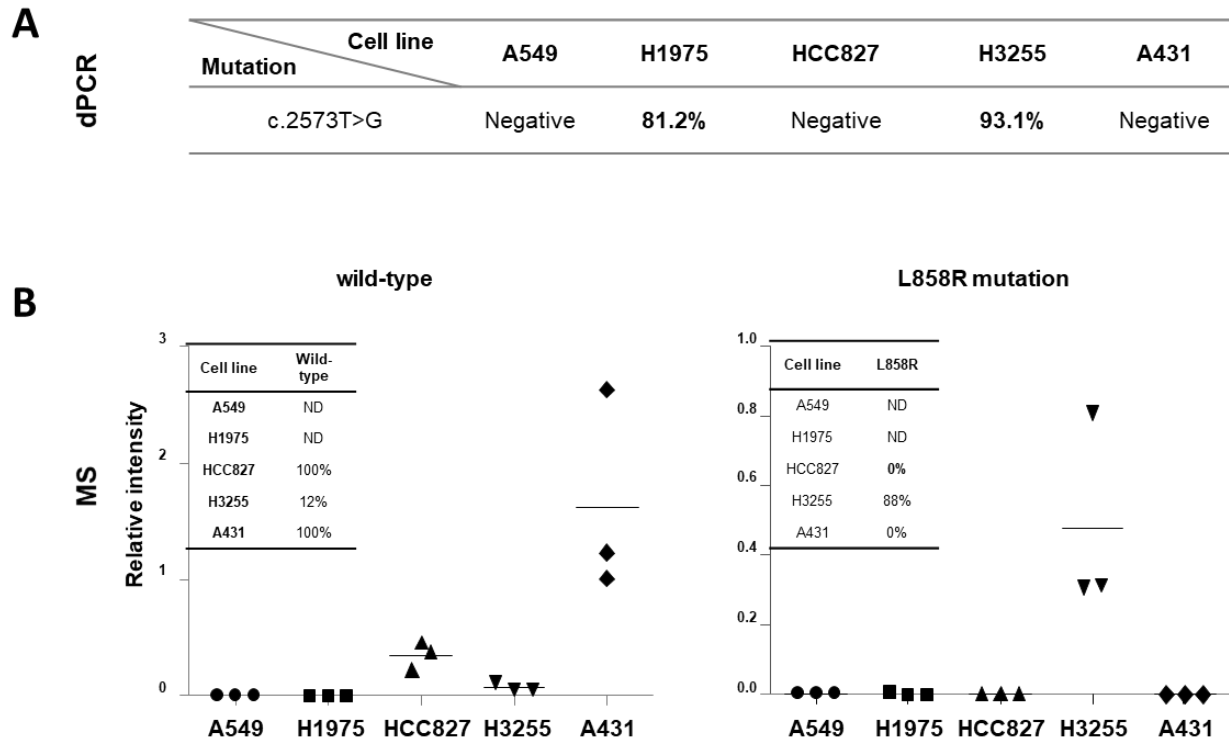 A
dPCR
Cell line
Mutation
A549 H1975 HCC827 H3255 A431
c.2573T>G Negative 81.2% Negative 93.1% Negative
B
MS
wild-type
Relative intensity
3
2
1
0
Cell line Wild-
type
A549 ND
H1975 ND
HCC827 100%
H3255 12%
A431 100%
A549 H1975 HCC827 H3255 A431
L858R mutation
1.0
0.8
0.6
0.4
0.2
0.0
Cell line L858R
A549 ND
H1975 ND
HCC827 0%
H3255 88%
A431 0%
A549 H1975 HCC827 H3255 A431